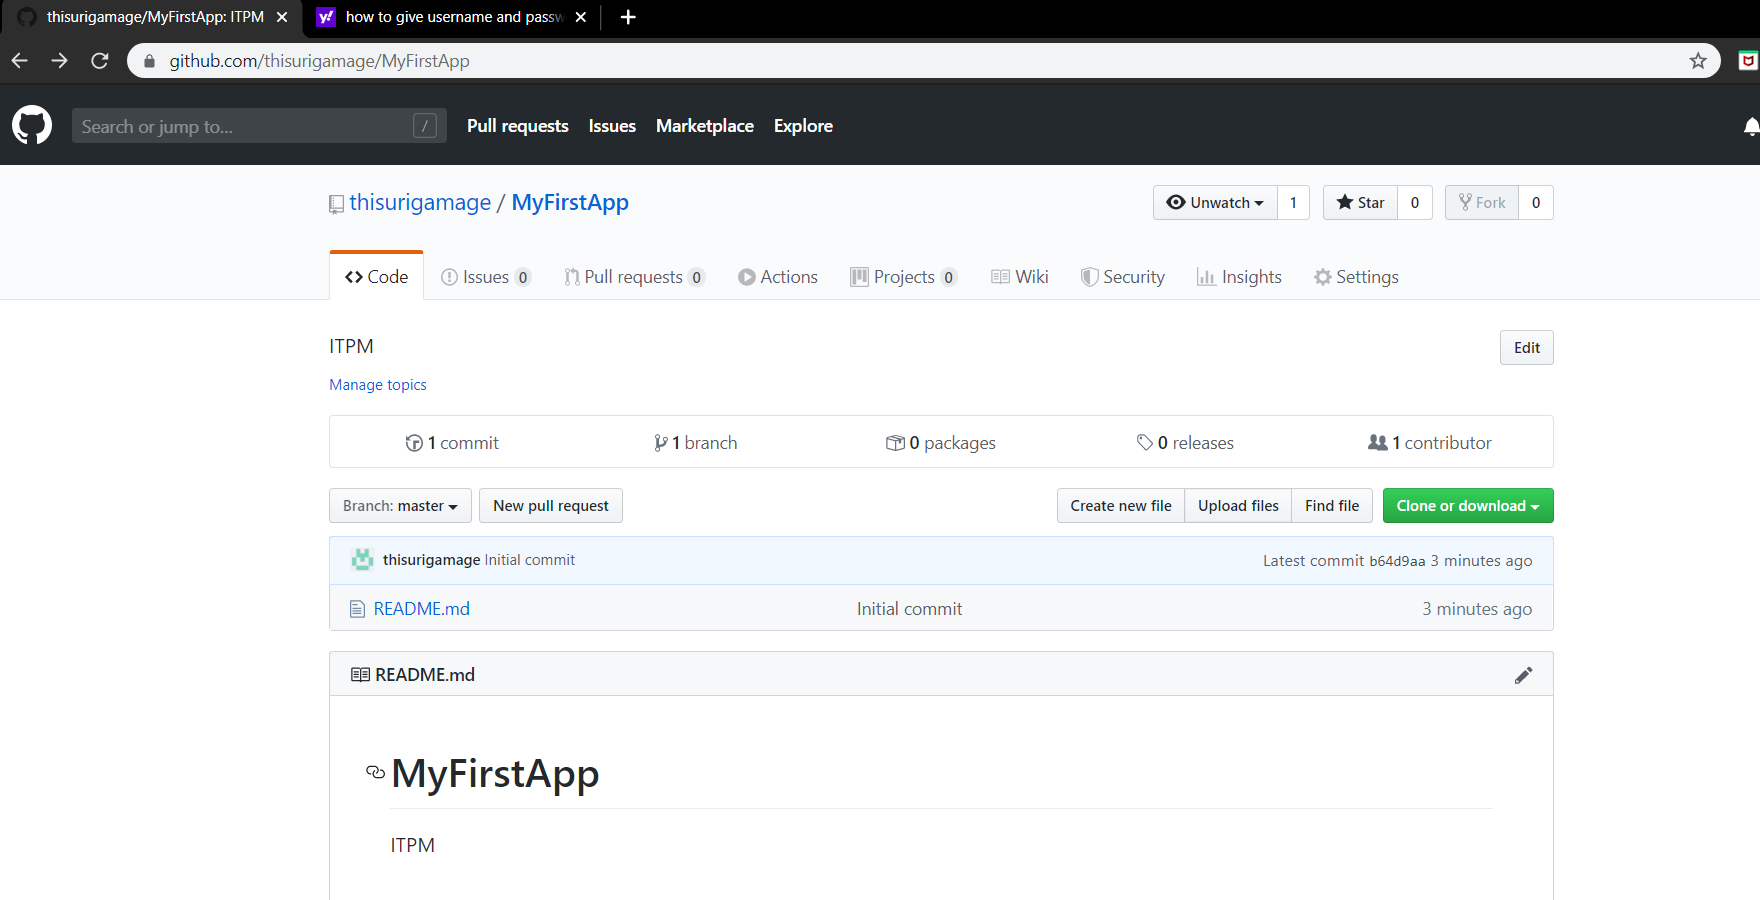 thisurigamage/MyFirstApp: ITPM
how to give username and passw
github.com/thisurigamage/MyFirstApp
Search or jump to... / Pull requests Issues Marketplace Explore
thisurigamage / MyFirstApp Unwatch 1 Star 0 Fork 0
Code Issues 0 Pull requests 0 Actions Projects 0 Wiki Security Insights Settings
ITPM Edit
Manage topics
1 commit 1 branch 0 packages 0 releases 1 contributor
Branch: master New pull request Create new file Upload files Find file Clone or download
thisurigamage Initial commit Latest commit b64d9aa 3 minutes ago
README.md Initial commit 3 minutes ago
README.md
MyFirstApp
ITPM